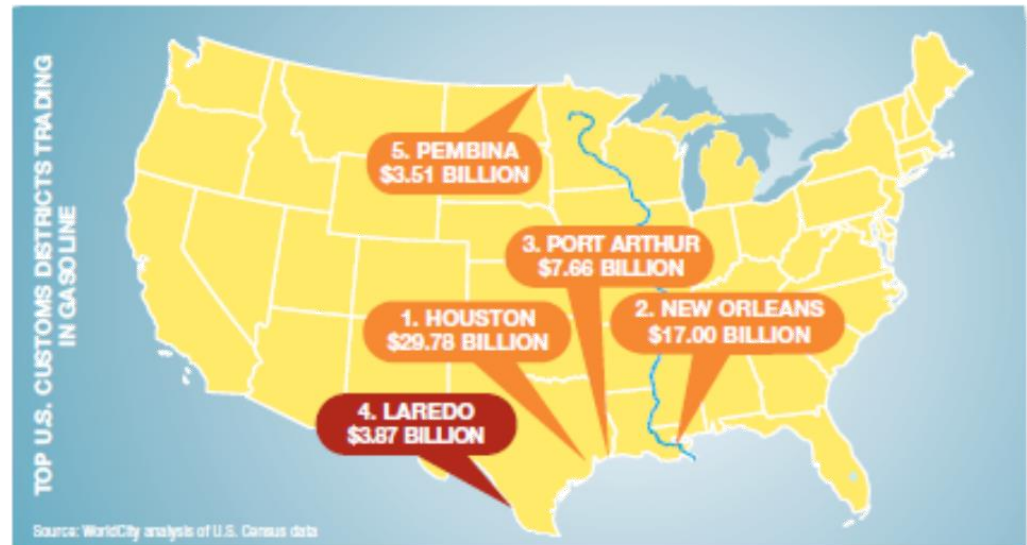 TOP U.S. CUSTOMS DISTRICTS TRADING
IN GASOLINE
5. PEMBINA
$3.51 BILLION
3. PORT ARTHUR
$7.66 BILLION
1. HOUSTON
$29.78 BILLION
2. NEW ORLEANS
$17.00 BILLION
4. LAREDO
$3.87 BILLION
Source: WorldCity analysis of U.S. Census data